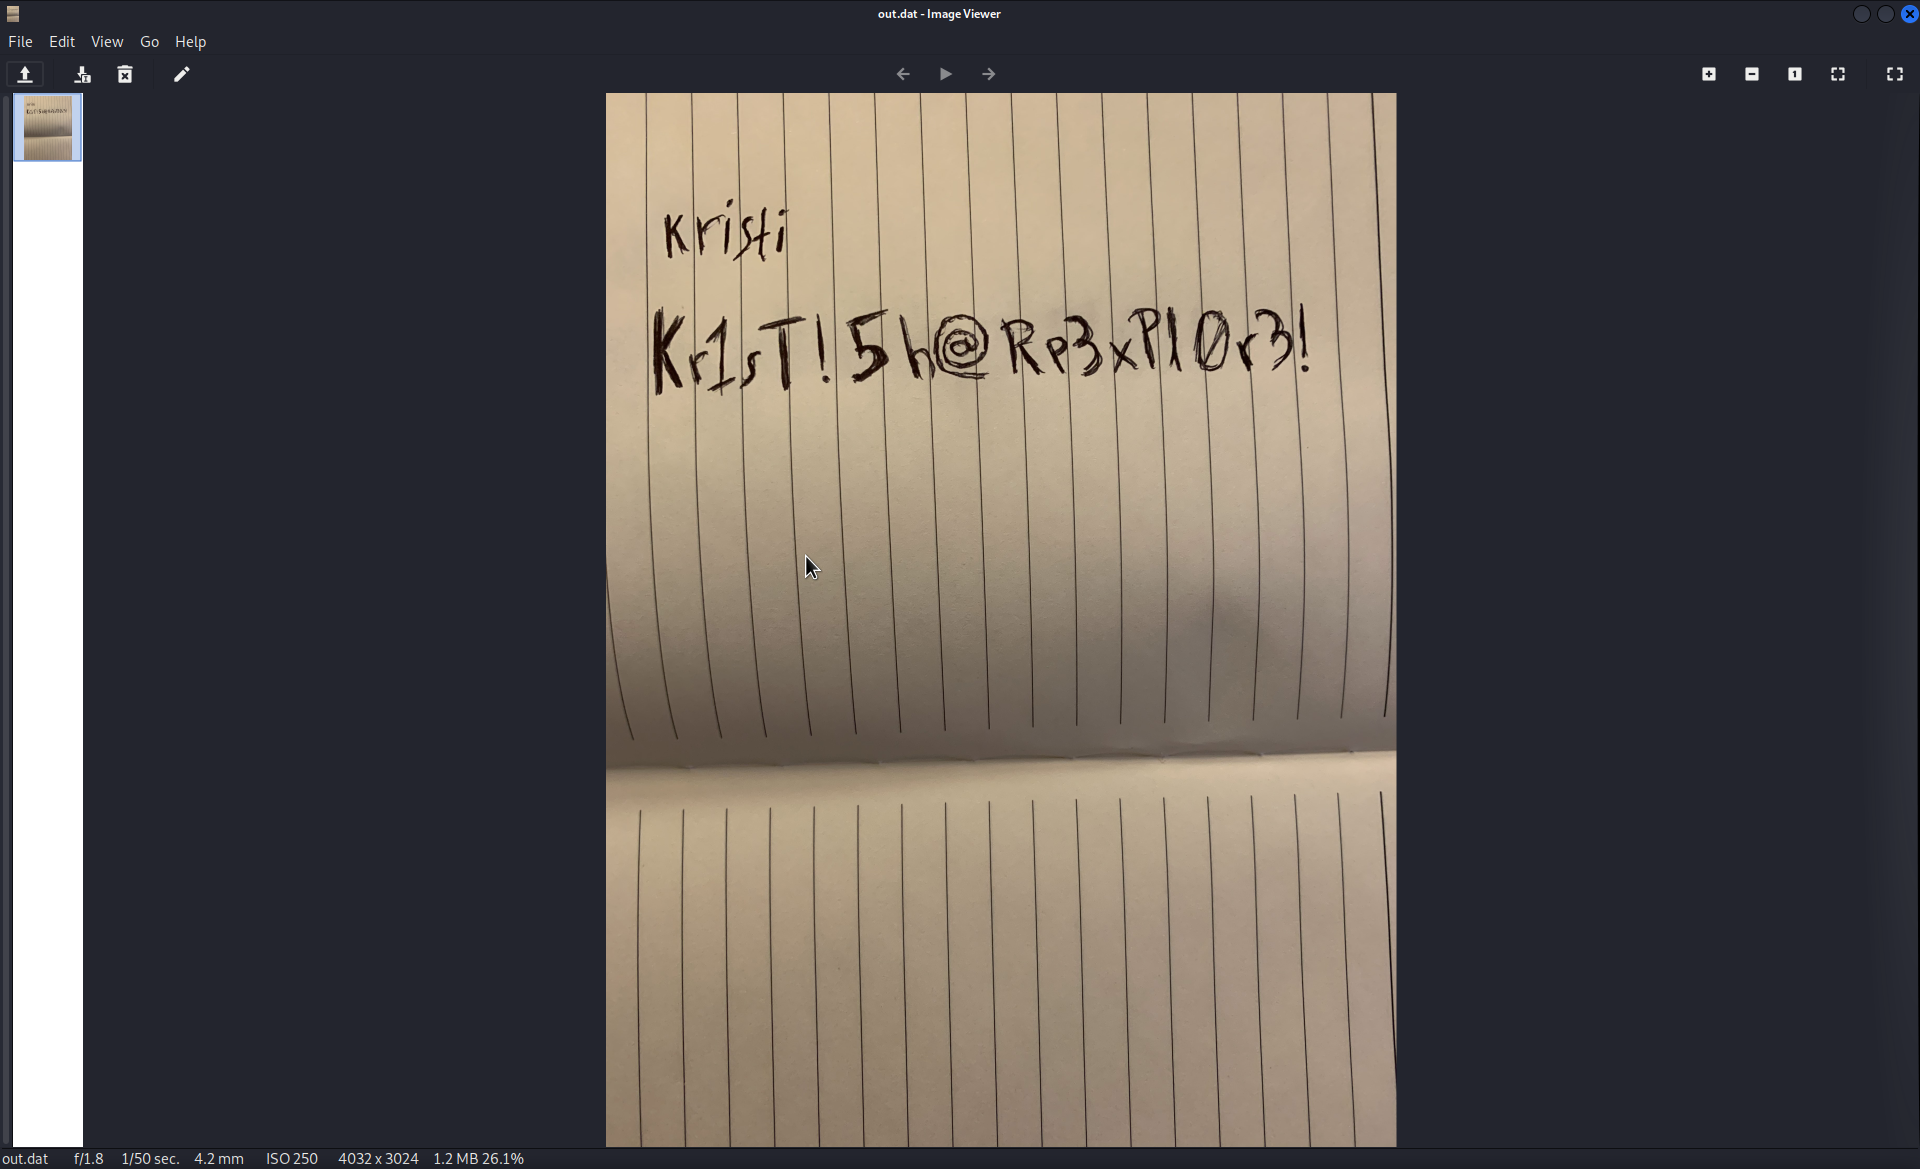 out.dat - Image Viewer
File Edit View Go Help
Kristi
Kr1sT!5h@Rp3xPl0r3!
out.dat f/1.8 1/50 sec. 4.2 mm ISO 250 4032 x 3024 1.2 MB 26.1%